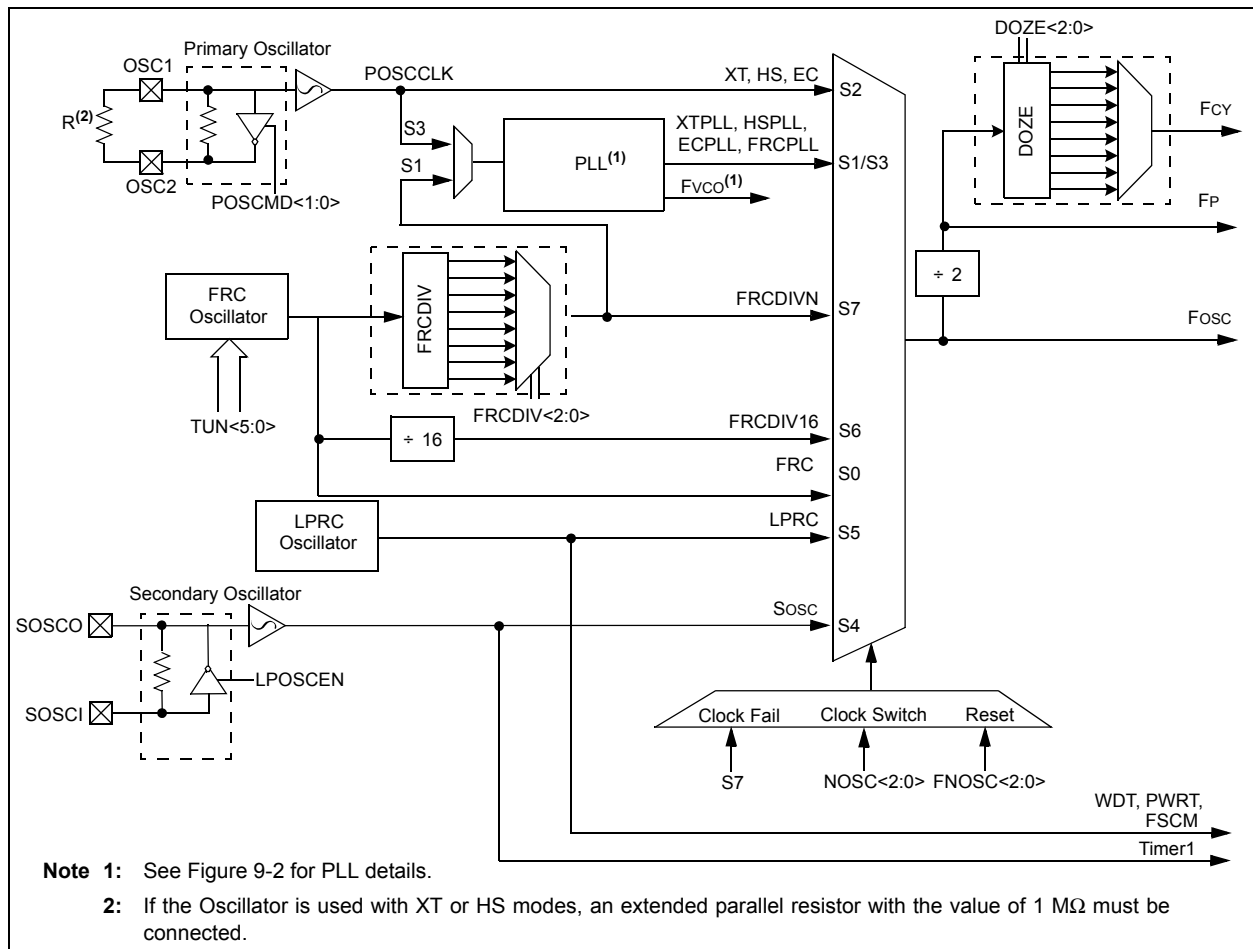 DOZE<2:0>
Primary Oscillator
OSC1
POSCCLK
XT, HS, EC
S2
R(2)
DOZE
FCY
S3
XTPLL, HSPLL,
ECPLL, FRCPLL
S1
PLL(1)
S1/S3
OSC2
FVCO(1)
POSCMD<1:0>
FP
÷ 2
FRC
Oscillator
FRCDIV
FRCDIVN
S7
FOSC
TUN<5:0>
FRCDIV<2:0>
FRCDIV16
S6
÷ 16
FRC
S0
LPRC
Oscillator
LPRC
S5
Secondary Oscillator
SOSCO
SOSC
S4
LPOSCEN
SOSCI
Clock Fail
Clock Switch
Reset
S7
NOSC<2:0>
FNOSC<2:0>
WDT, PWRT,
FSCM
Timer1
Note 1: See Figure 9-2 for PLL details.
2: If the Oscillator is used with XT or HS modes, an extended parallel resistor with the value of 1 MΩ must be
connected.